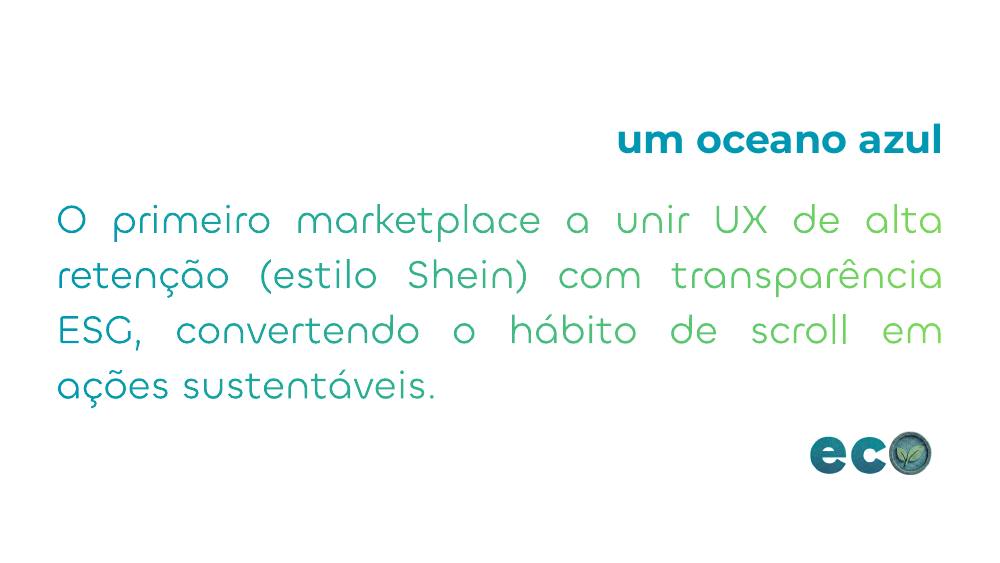 um oceano azul
O primeiro marketplace a unir UX de alta
retenção (estilo Shein) com transparência
ESG, convertendo o hábito de scroll em
ações sustentáveis.
eco